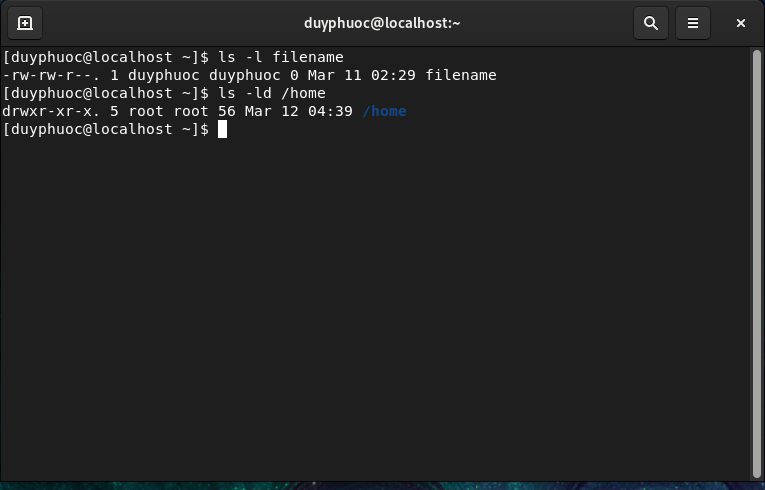 duyphuoc@localhost:~
[duyphuoc@localhost ~]$ ls -l filename
-rw-rw-r--. 1 duyphuoc duyphuoc 0 Mar 11 02:29 filename
[duyphuoc@localhost ~]$ ls -ld /home
drwxr-xr-x. 5 root root 56 Mar 12 04:39 /home
[duyphuoc@localhost ~]$